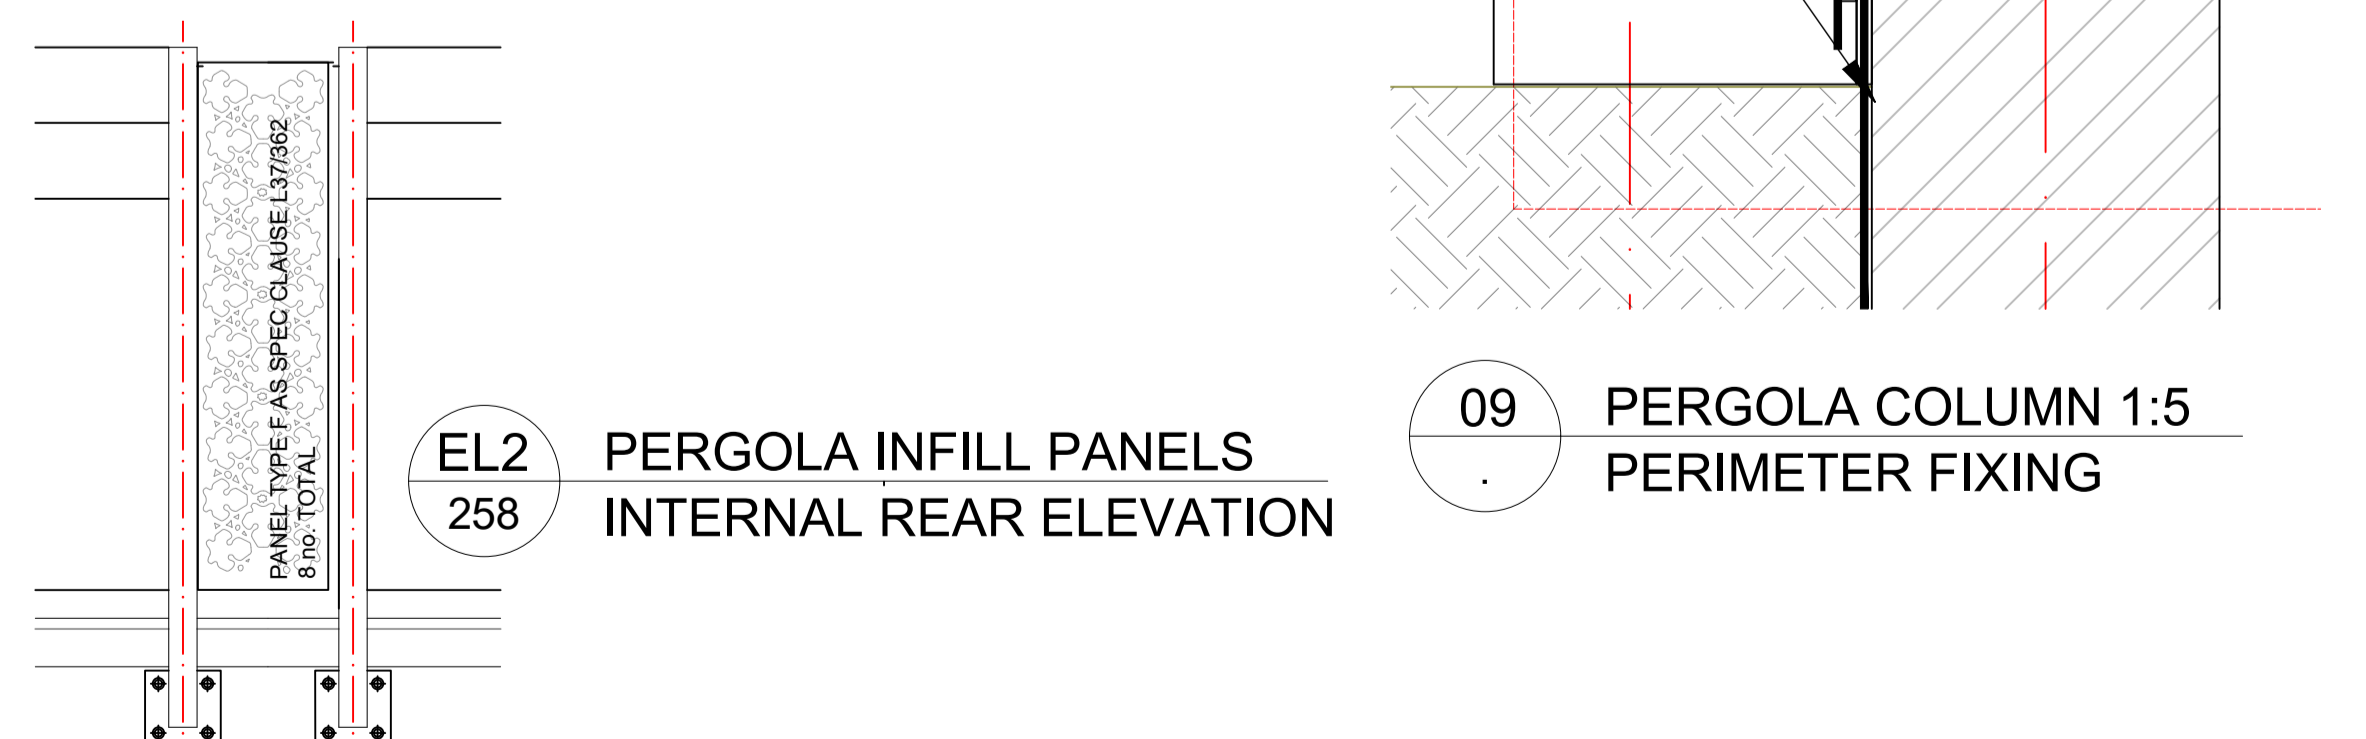 PANEL TYPE F AS SPEC CLAUSE L37/362
8 no. TOTAL
EL2
258
PERGOLA INFILL PANELS
INTERNAL REAR ELEVATION
09
.
PERGOLA COLUMN 1:5
PERIMETER FIXING